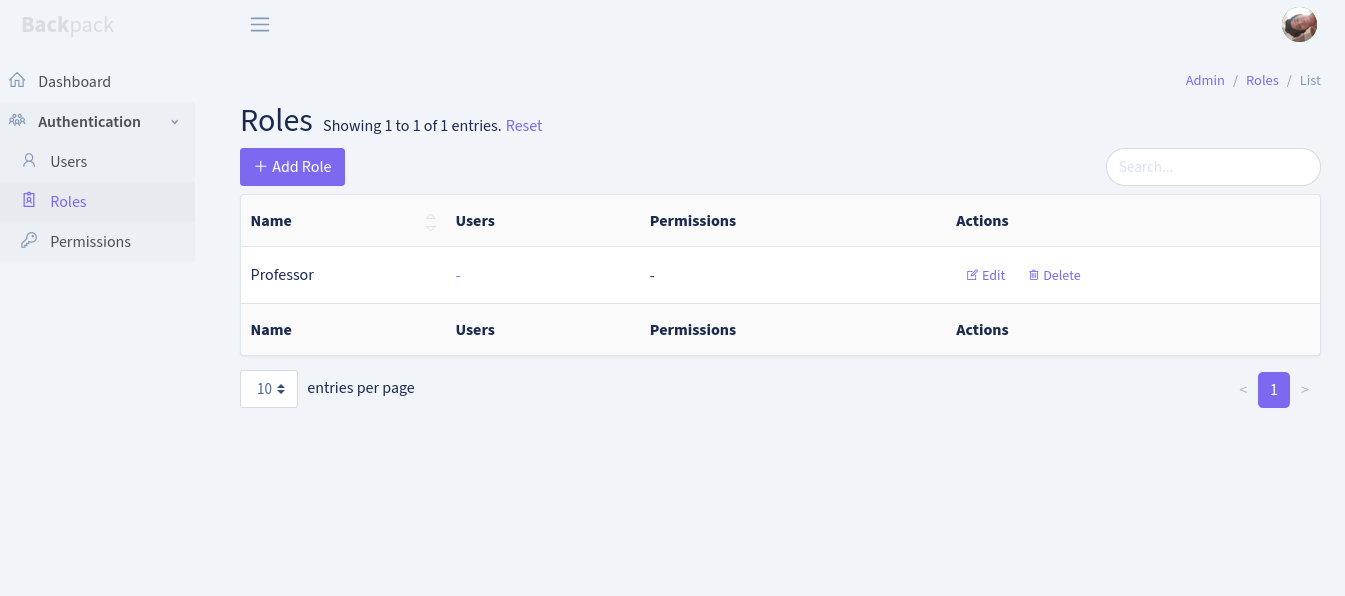 Backpack
Admin / Roles / List
Dashboard
Authentication
Users
Roles
Permissions
Roles Showing 1 to 1 of 1 entries. Reset
Add Role
Search...
Name Users Permissions Actions
Professor - - Edit Delete
Name Users Permissions Actions
10 entries per page
< 1 >